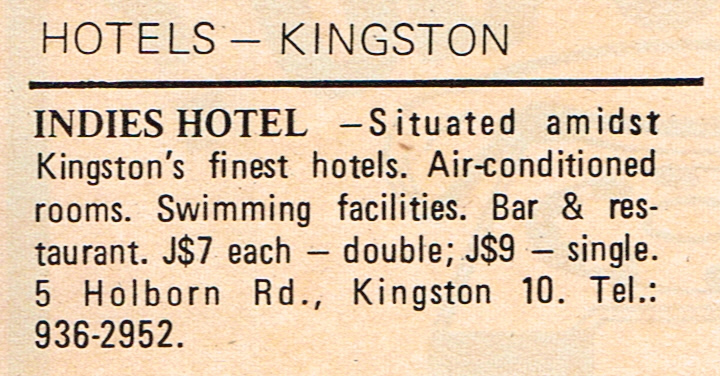 HOTELS – KINGSTON
INDIES HOTEL –Situated amidst
Kingston's finest hotels. Air-conditioned
rooms. Swimming facilities. Bar & res-
taurant. J$7 each – double; J$9 – single.
5 Holborn Rd., Kingston 10. Tel.:
936-2952.